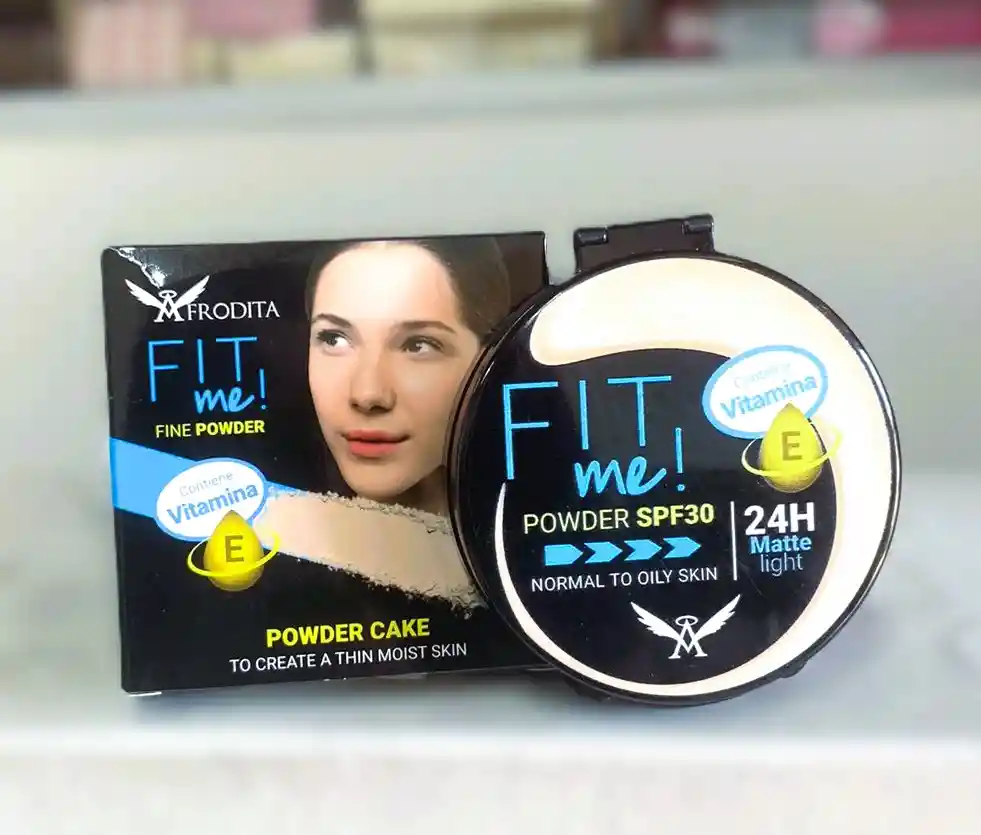 AFRODITA
FIT
me!
FINE POWDER
Contiene
Vitamina
E
POWDER CAKE
TO CREATE A THIN MOIST SKIN
FIT
me!
Contiene
Vitamina
E
POWDER SPF30
NORMAL TO OILY SKIN
24H
Matte
light
A